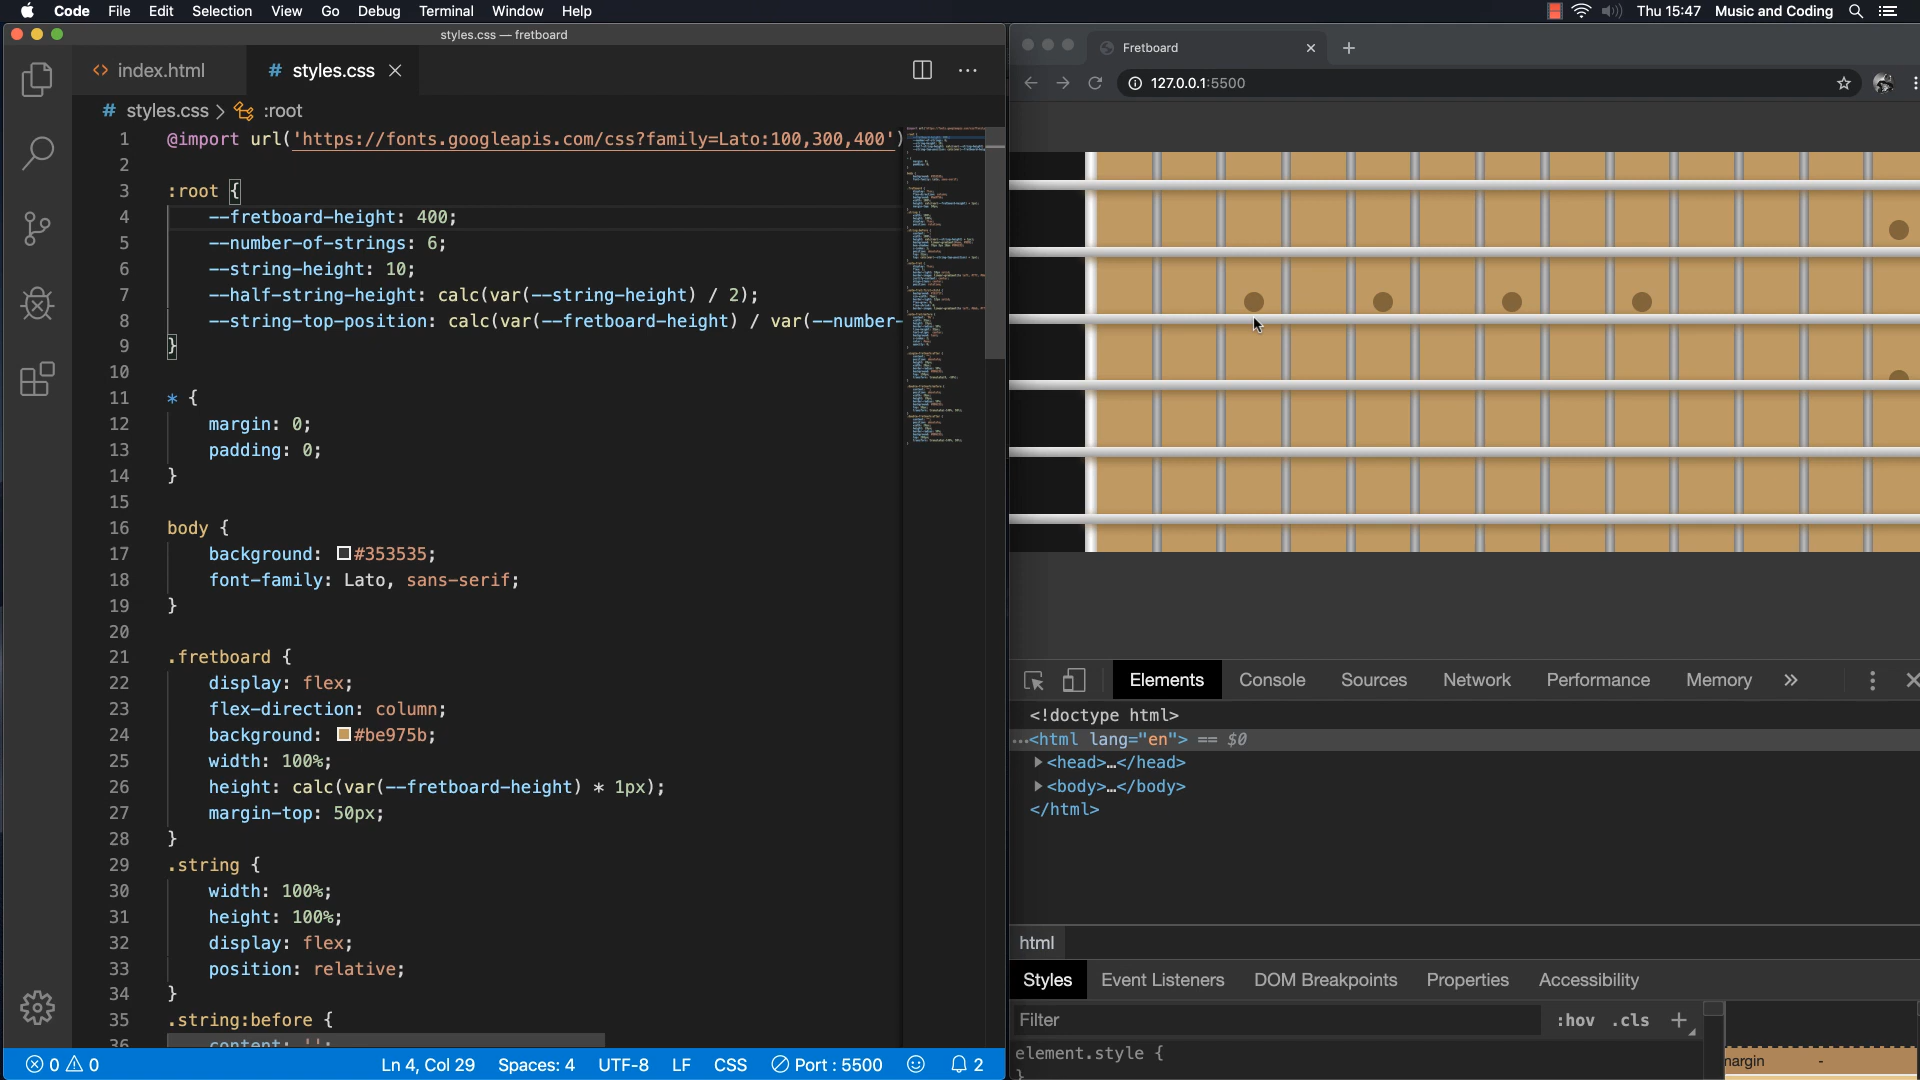 Code File Edit Selection View Go Debug Terminal Window Help Thu 15:47 Music and Coding
styles.css — fretboard
index.html
# styles.css
# styles.css > :root
1 @import url('https://fonts.googleapis.com/css?family=Lato:100,300,400')
2
3 :root {
4 --fretboard-height: 400;
5 --number-of-strings: 6;
6 --string-height: 10;
7 --half-string-height: calc(var(--string-height) / 2);
8 --string-top-position: calc(var(--fretboard-height) / var(--number-
9 }
10
11 * {
12 margin: 0;
13 padding: 0;
14 }
15
16 body {
17 background: #353535;
18 font-family: Lato, sans-serif;
19 }
20
21 .fretboard {
22 display: flex;
23 flex-direction: column;
24 background: #be975b;
25 width: 100%;
26 height: calc(var(--fretboard-height) * 1px);
27 margin-top: 50px;
28 }
29 .string {
30 width: 100%;
31 height: 100%;
32 display: flex;
33 position: relative;
34 }
35 .string:before {
36 content: '';
0 0 Ln 4, Col 29 Spaces: 4 UTF-8 LF CSS Port : 5500 2
Fretboard
127.0.0.1:5500
Elements Console Sources Network Performance Memory »
<!doctype html>
…<html lang="en"> == $0
<head>…</head>
<body>…</body>
</html>
html
Styles Event Listeners DOM Breakpoints Properties Accessibility
Filter :hov .cls +
element.style {
}
margin -